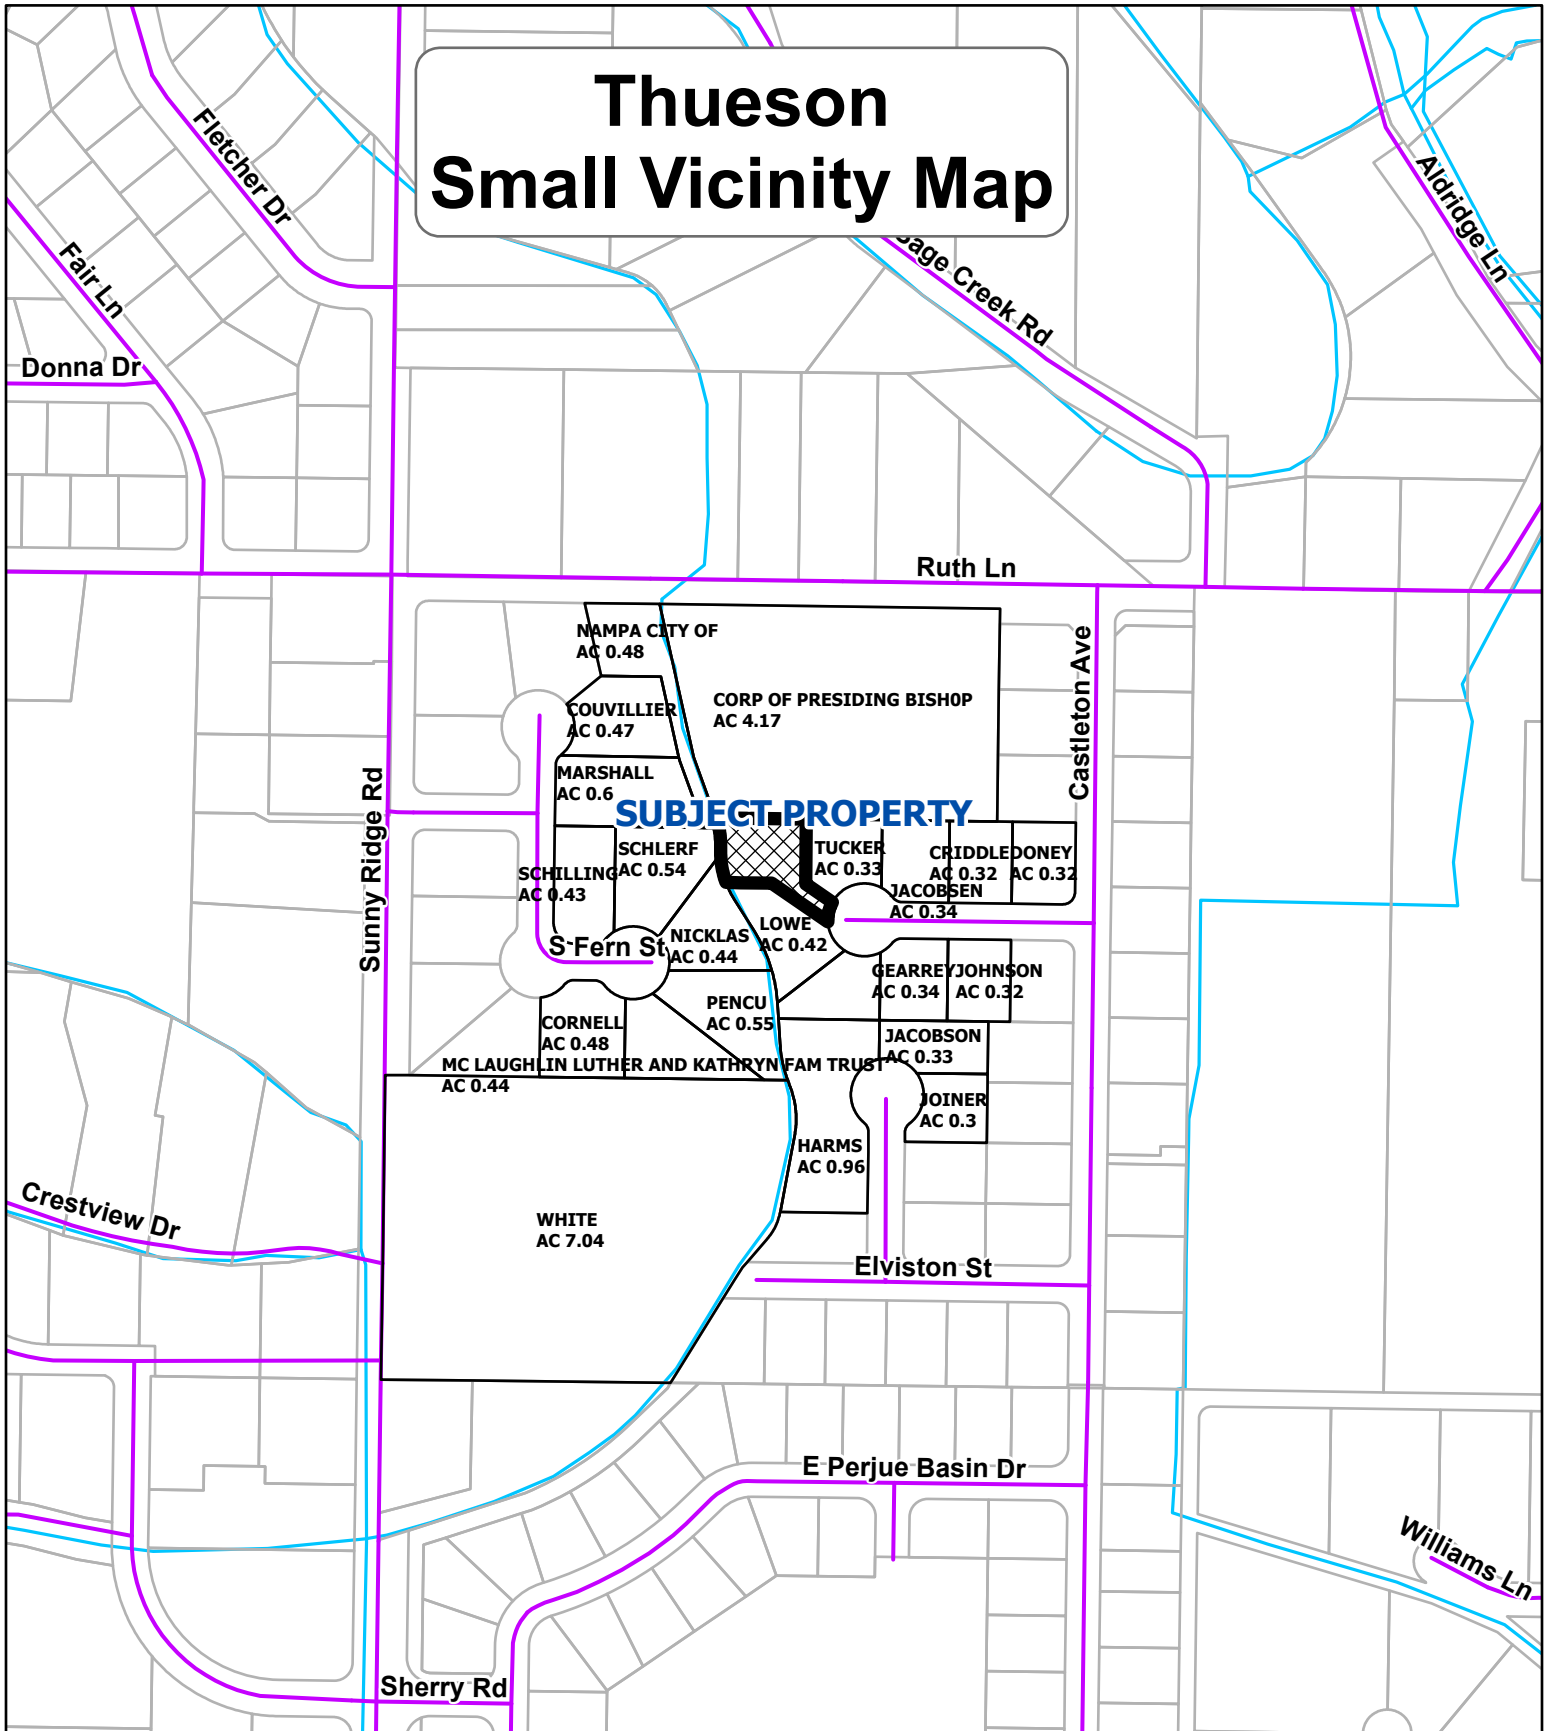 Thueson
Small Vicinity Map
Fletcher Dr
Fair Ln
Donna Dr
Sage Creek Rd
Aldridge Ln
Ruth Ln
NAMPA CITY OF
AC 0.48
CORP OF PRESIDING BISH0P
AC 4.17
COUVILLIER
AC 0.47
Castleton Ave
Sunny Ridge Rd
MARSHALL
AC 0.6
SUBJECT PROPERTY
SCHLERF
AC 0.54
TUCKER
AC 0.33
CRIDDLE
AC 0.32
DONEY
AC 0.32
SCHILLING
AC 0.43
JACOBSEN
AC 0.34
LOWE
AC 0.42
NICKLAS
AC 0.44
S Fern St
GEARREY
AC 0.34
JOHNSON
AC 0.32
PENCU
AC 0.55
CORNELL
AC 0.48
JACOBSON
AC 0.33
MC LAUGHLIN LUTHER AND KATHRYN FAM TRUST
AC 0.44
JOINER
AC 0.3
HARMS
AC 0.96
Crestview Dr
WHITE
AC 7.04
Elviston St
E Perjue Basin Dr
Williams Ln
Sherry Rd